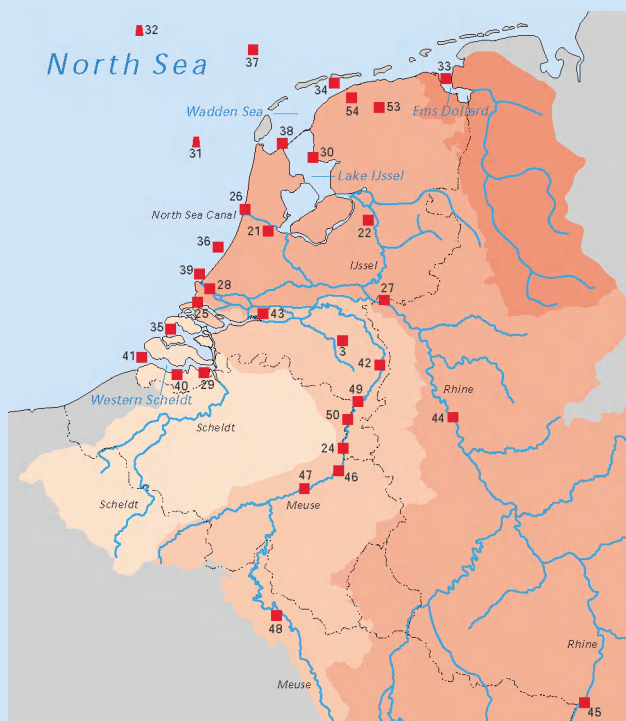 32
North Sea
37
33
34
53
54
Wadden Sea
Ems Dollard
38
31
30
Lake IJssel
26
North Sea Canal
21
22
36
IJssel
39
28
27
25
43
35
3
41
42
40
29
Western Scheldt
49
50
Rhine
44
Scheldt
24
46
47
Meuse
Scheldt
48
Rhine
Meuse
45